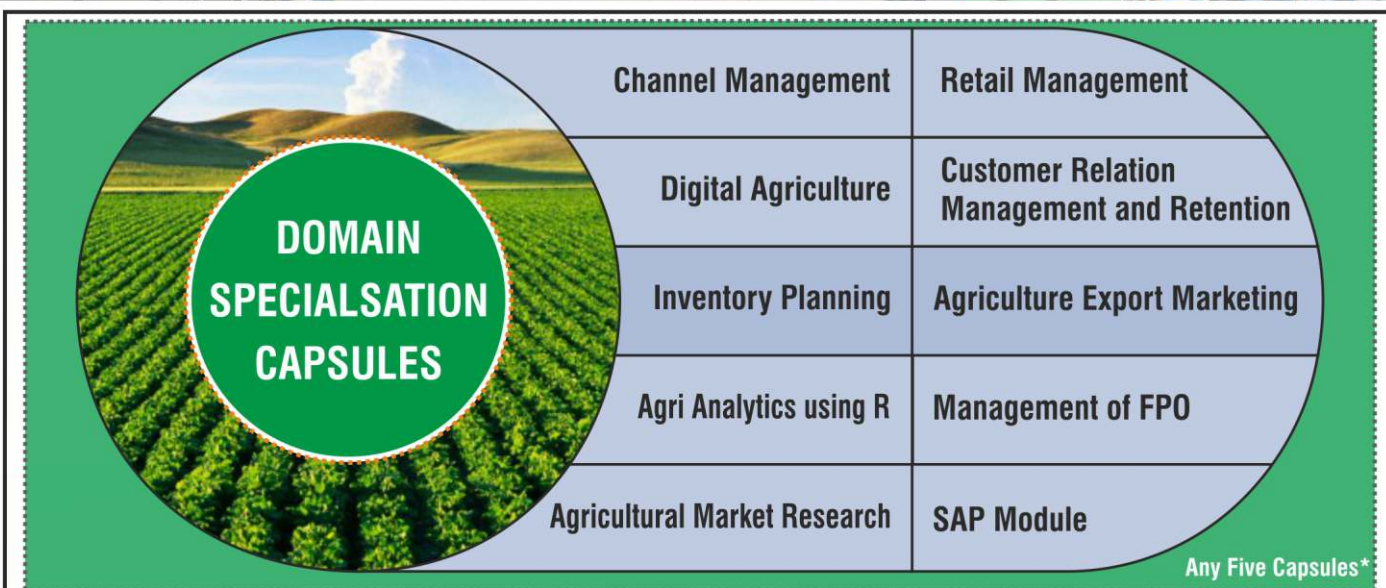 DOMAIN
SPECIALSATION
CAPSULES
Channel Management
Retail Management
Digital Agriculture
Customer Relation
Management and Retention
Inventory Planning
Agriculture Export Marketing
Agri Analytics using R
Management of FPO
Agricultural Market Research
SAP Module
Any Five Capsules*